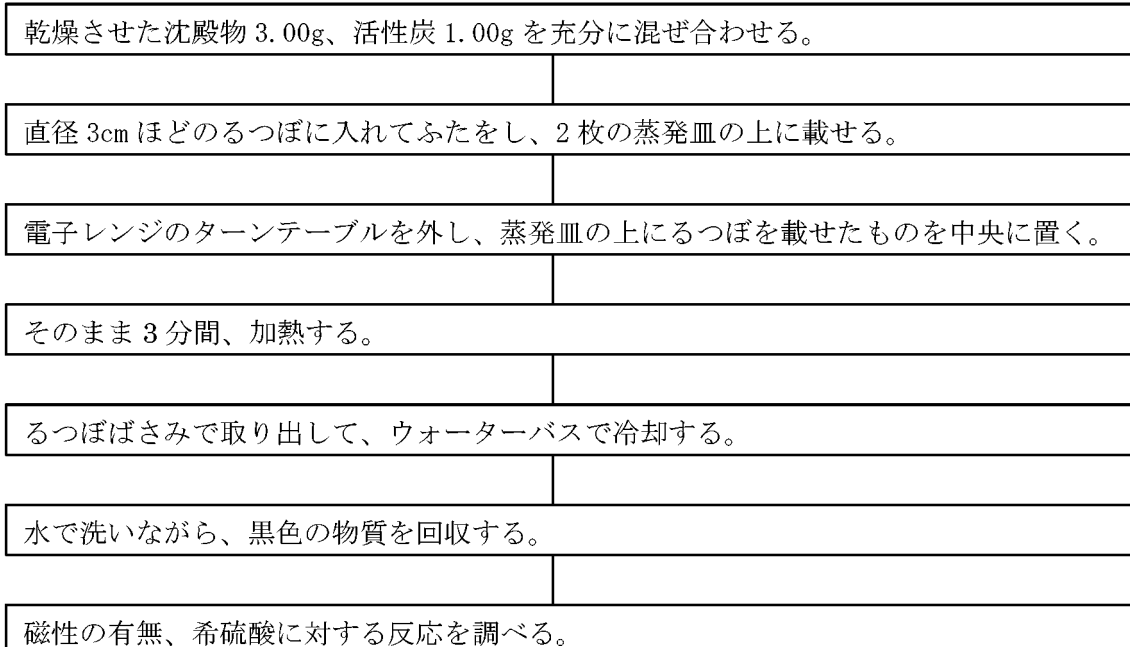 乾燥させた沈殿物 3.00g、活性炭 1.00g を充分に混ぜ合わせる。
直径 3cm ほどのるつぼに入れてふたをし、2 枚の蒸発皿の上に載せる。
電子レンジのターンテーブルを外し、蒸発皿の上にるつぼを載せたものを中央に置く。
そのまま 3 分間、加熱する。
るつぼばさみで取り出して、ウォーターバスで冷却する。
水で洗いながら、黒色の物質を回収する。
磁性の有無、希硫酸に対する反応を調べる。